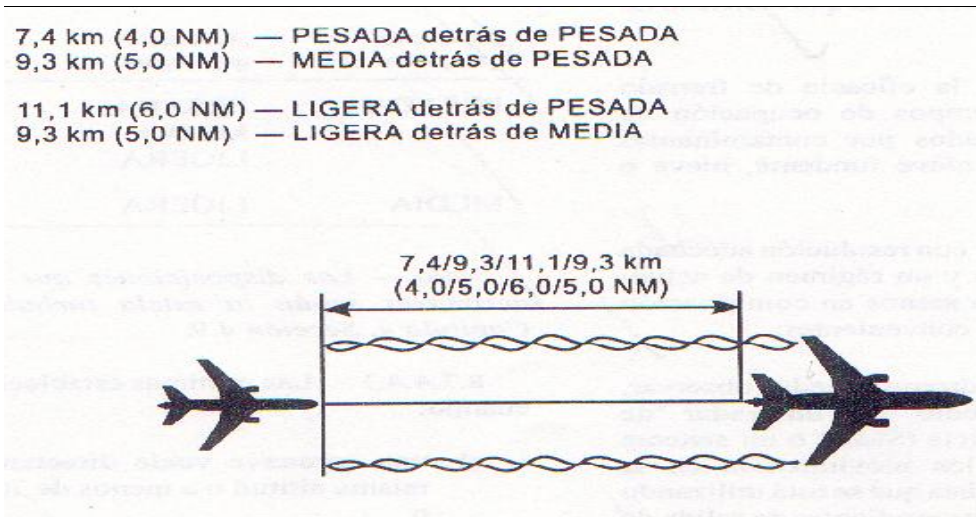 7,4 km (4,0 NM) — PESADA detrás de PESADA
9,3 km (5,0 NM) — MEDIA detrás de PESADA
11,1 km (6,0 NM) — LIGERA detrás de PESADA
9,3 km (5,0 NM) — LIGERA detrás de MEDIA
7,4/9,3/11,1/9,3 km
(4,0/5,0/6,0/5,0 NM)